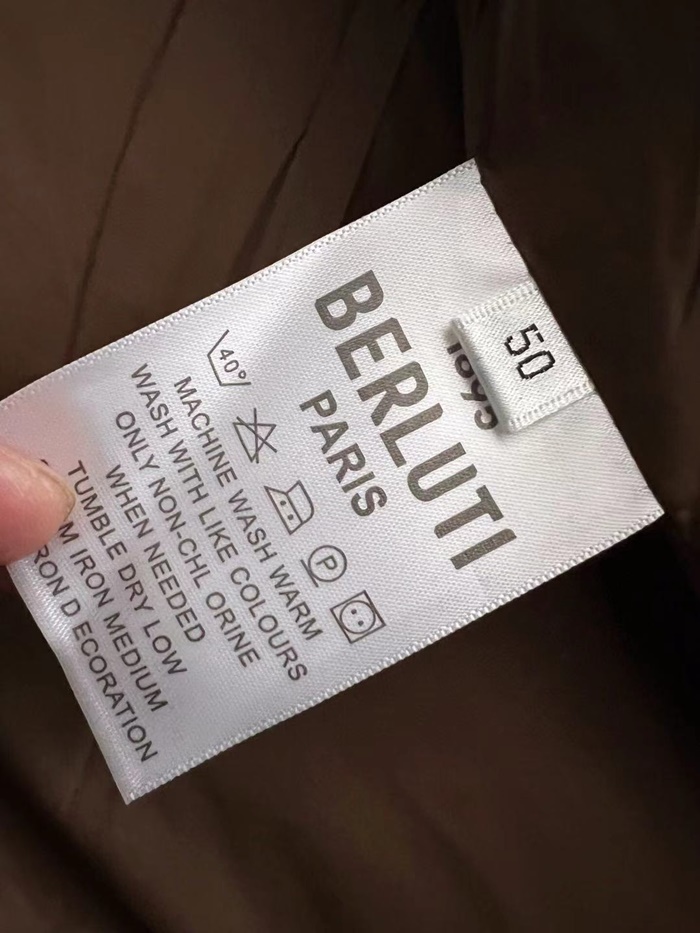 50
1895
BERLUTI
PARIS
40°
P
MACHINE WASH WARM
WASH WITH LIKE COLOURS
ONLY NON-CHL ORINE
WHEN NEEDED
TUMBLE DRY LOW
M IRON MEDIUM
RON D ECORATION